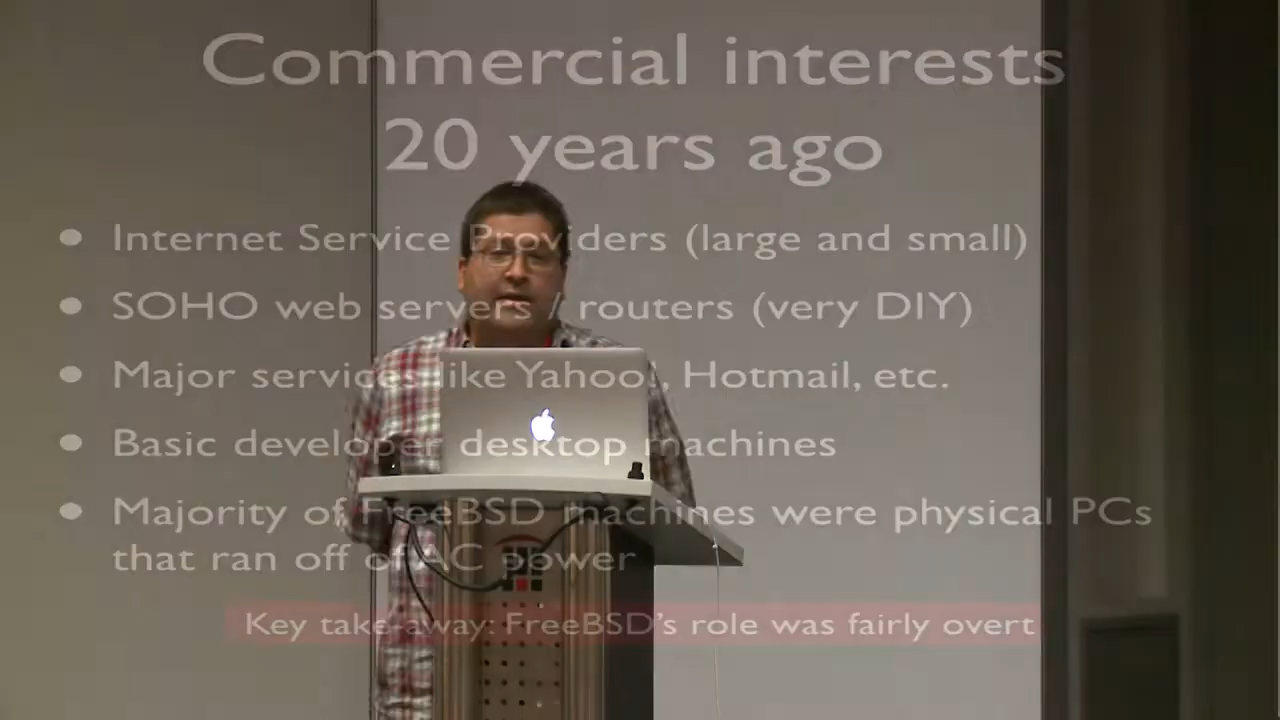 Commercial interests
20 years ago
Internet Service Providers (large and small)
SOHO web servers / routers (very DIY)
Major services like Yahoo!, Hotmail, etc.
Basic developer desktop machines
Majority of FreeBSD machines were physical PCs
that ran off of AC power
Key take-away: FreeBSD's role was fairly overt